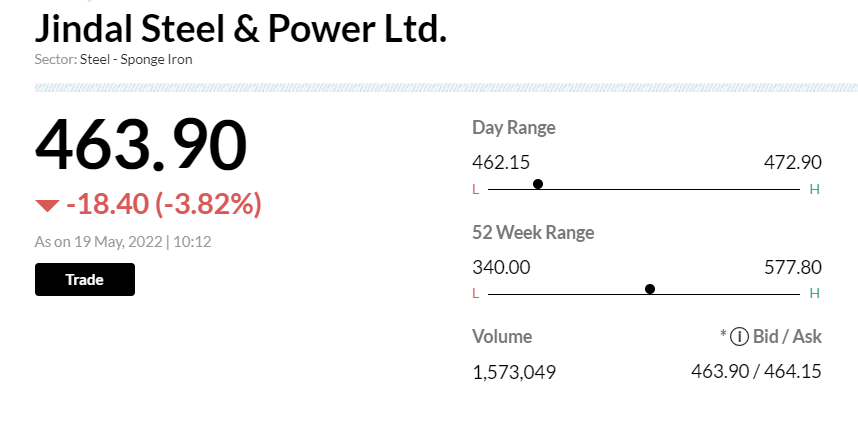 Jindal Steel & Power Ltd.
Sector: Steel - Sponge Iron
463.90
-18.40 (-3.82%)
As on 19 May, 2022 | 10:12
Trade
Day Range
462.15 472.90
L H
52 Week Range
340.00 577.80
L H
Volume * i Bid / Ask
1,573,049 463.90 / 464.15